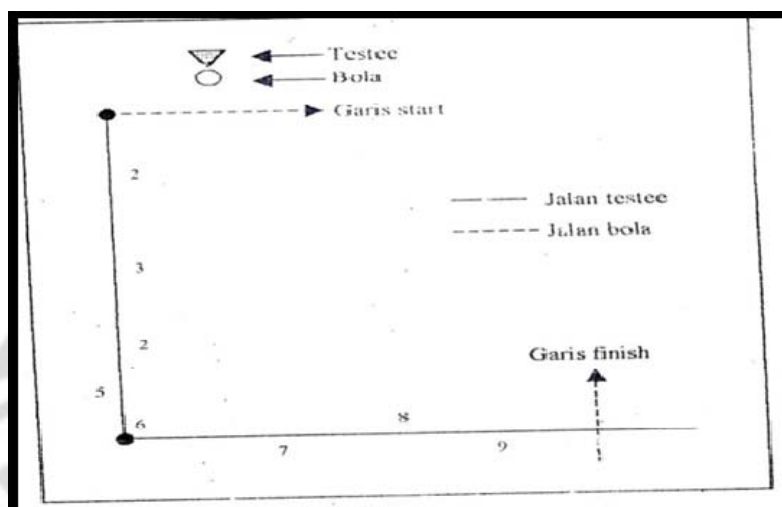 Testee
Bola
Garis start
2
Jalan testee
Jalan bola
3
2
Garis finish
5
6
8
7
9